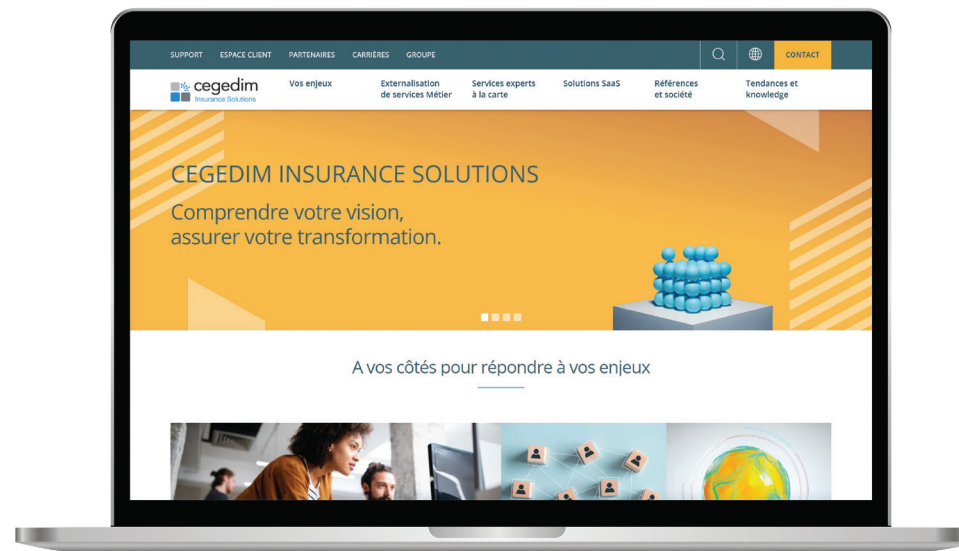 SUPPORT ESPACE CLIENT PARTENAIRES CARRIÈRES GROUPE CONTACT
cegedim
Insurance Solutions
Vos enjeux
Externalisation
de services Métier
Services experts
à la carte
Solutions SaaS
Références
et société
Tendances et
knowledge
CEGEDIM INSURANCE SOLUTIONS
Comprendre votre vision,
assurer votre transformation.
A vos côtés pour répondre à vos enjeux